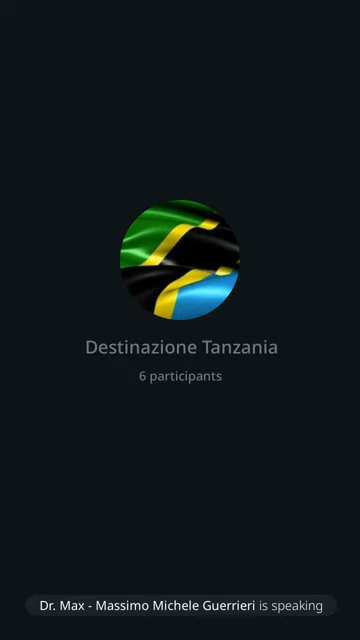 Destinazione Tanzania
6 participants
Dr. Max - Massimo Michele Guerrieri is speaking